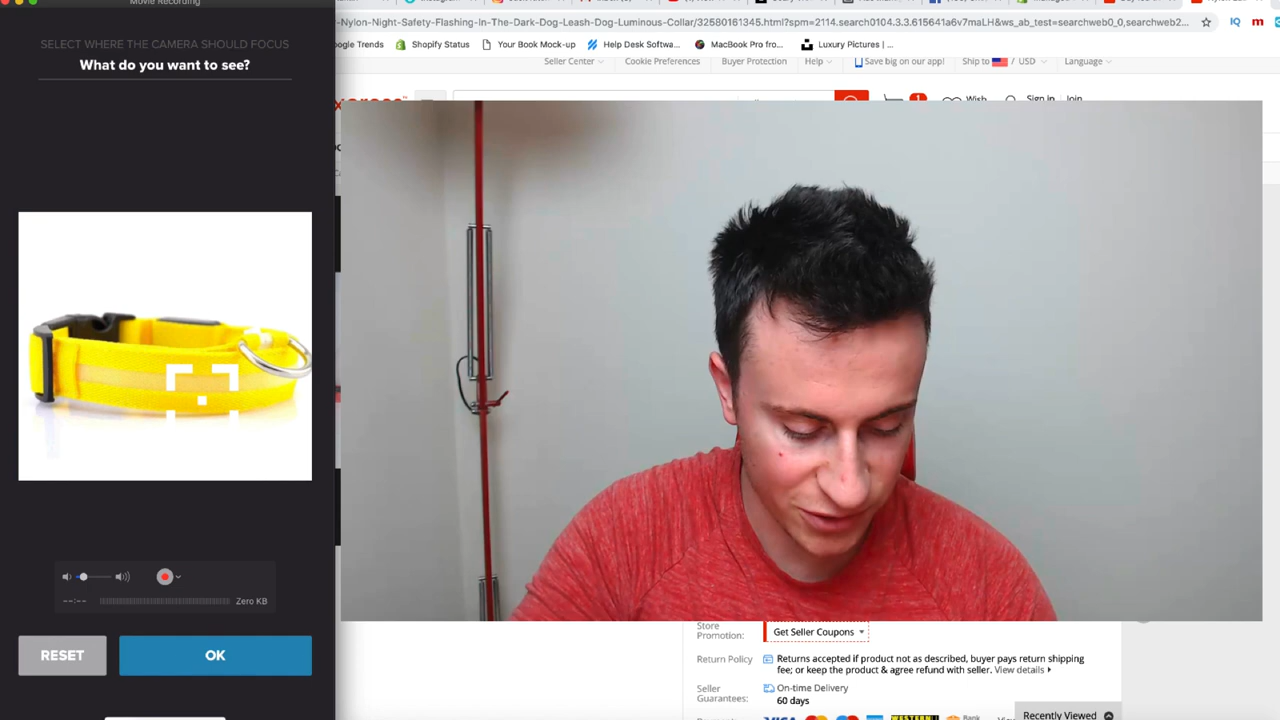 Movie Recording
SELECT WHERE THE CAMERA SHOULD FOCUS
What do you want to see?
Zero KB
RESET
OK
-Nylon-Night-Safety-Flashing-In-The-Dark-Dog-Leash-Dog-Luminous-Collar/32580161345.html?spm=2114.search0104.3.3.615641a6v7maLH&ws_ab_test=searchweb0_0,searchweb2...
IQ
m
Google Trends
Shopify Status
Your Book Mock-up
Help Desk Softwa...
MacBook Pro fro...
Luxury Pictures | ...
Seller Center
Cookie Preferences
Buyer Protection
Help
Save big on our app!
Ship to / USD
Language
1
Wish
Sign in
Join
Store Promotion:
Get Seller Coupons
Return Policy
Returns accepted if product not as described, buyer pays return shipping
fee; or keep the product & agree refund with seller. View details
Seller
Guarantees:
On-time Delivery
60 days
VISA
WESTERN
Bank
Recently Viewed